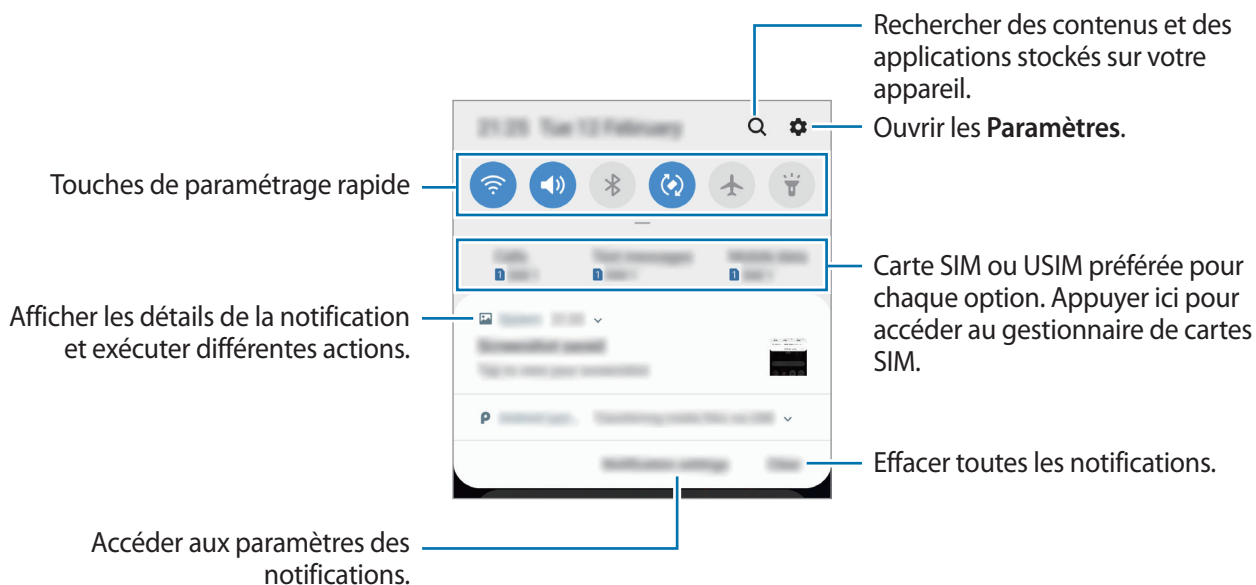 Rechercher des contenus et des
applications stockés sur votre
appareil.
Ouvrir les Paramètres.
Touches de paramétrage rapide
Carte SIM ou USIM préférée pour
chaque option. Appuyer ici pour
accéder au gestionnaire de cartes
SIM.
Afficher les détails de la notification
et exécuter différentes actions.
Effacer toutes les notifications.
Accéder aux paramètres des
notifications.